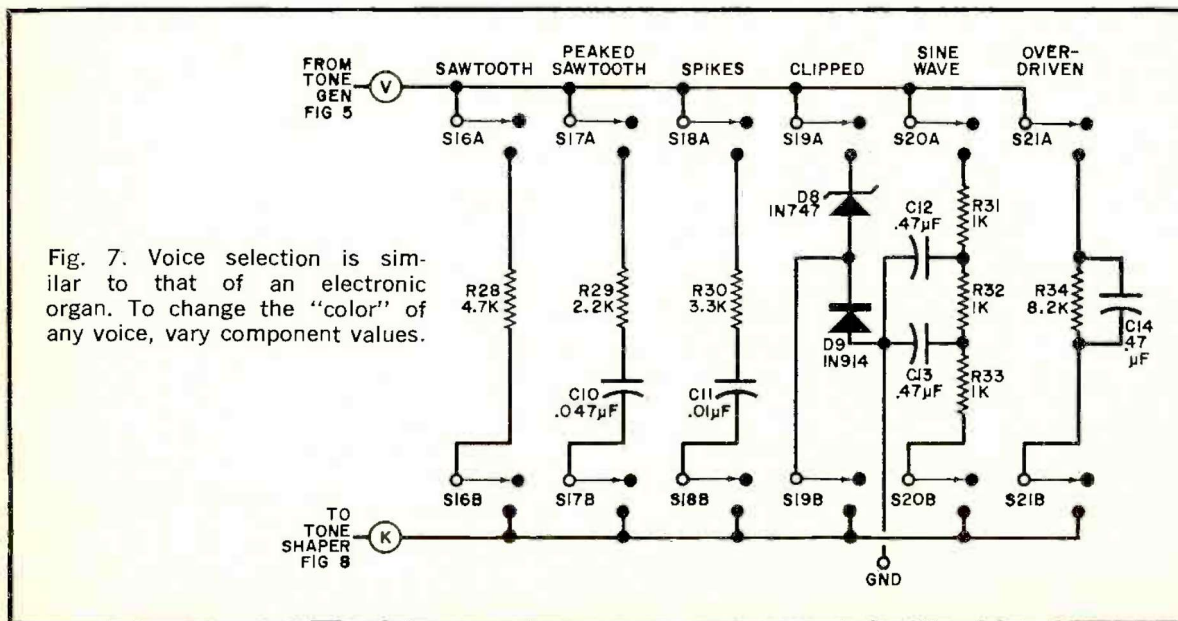 FROM
TONE
GEN
FIG 5
V
SAWTOOTH
PEAKED
SAWTOOTH
SPIKES
CLIPPED
SINE
WAVE
OVER-
DRIVEN
S16A
S17A
S18A
S19A
S20A
S21A
D8
IN747
C12
.47µF
R31
1K
Fig. 7. Voice selection is sim-
ilar to that of an electronic
organ. To change the "color" of
any voice, vary component values.
R28
4.7K
R29
2.2K
R30
3.3K
R32
1K
R34
8.2K
C14
.47
µF
C10
.047µF
C11
.01µF
D9
IN914
C13
.47µF
R33
1K
S16B
S17B
S18B
S19B
S20B
S21B
TO
TONE
SHAPER
FIG 8
K
GND